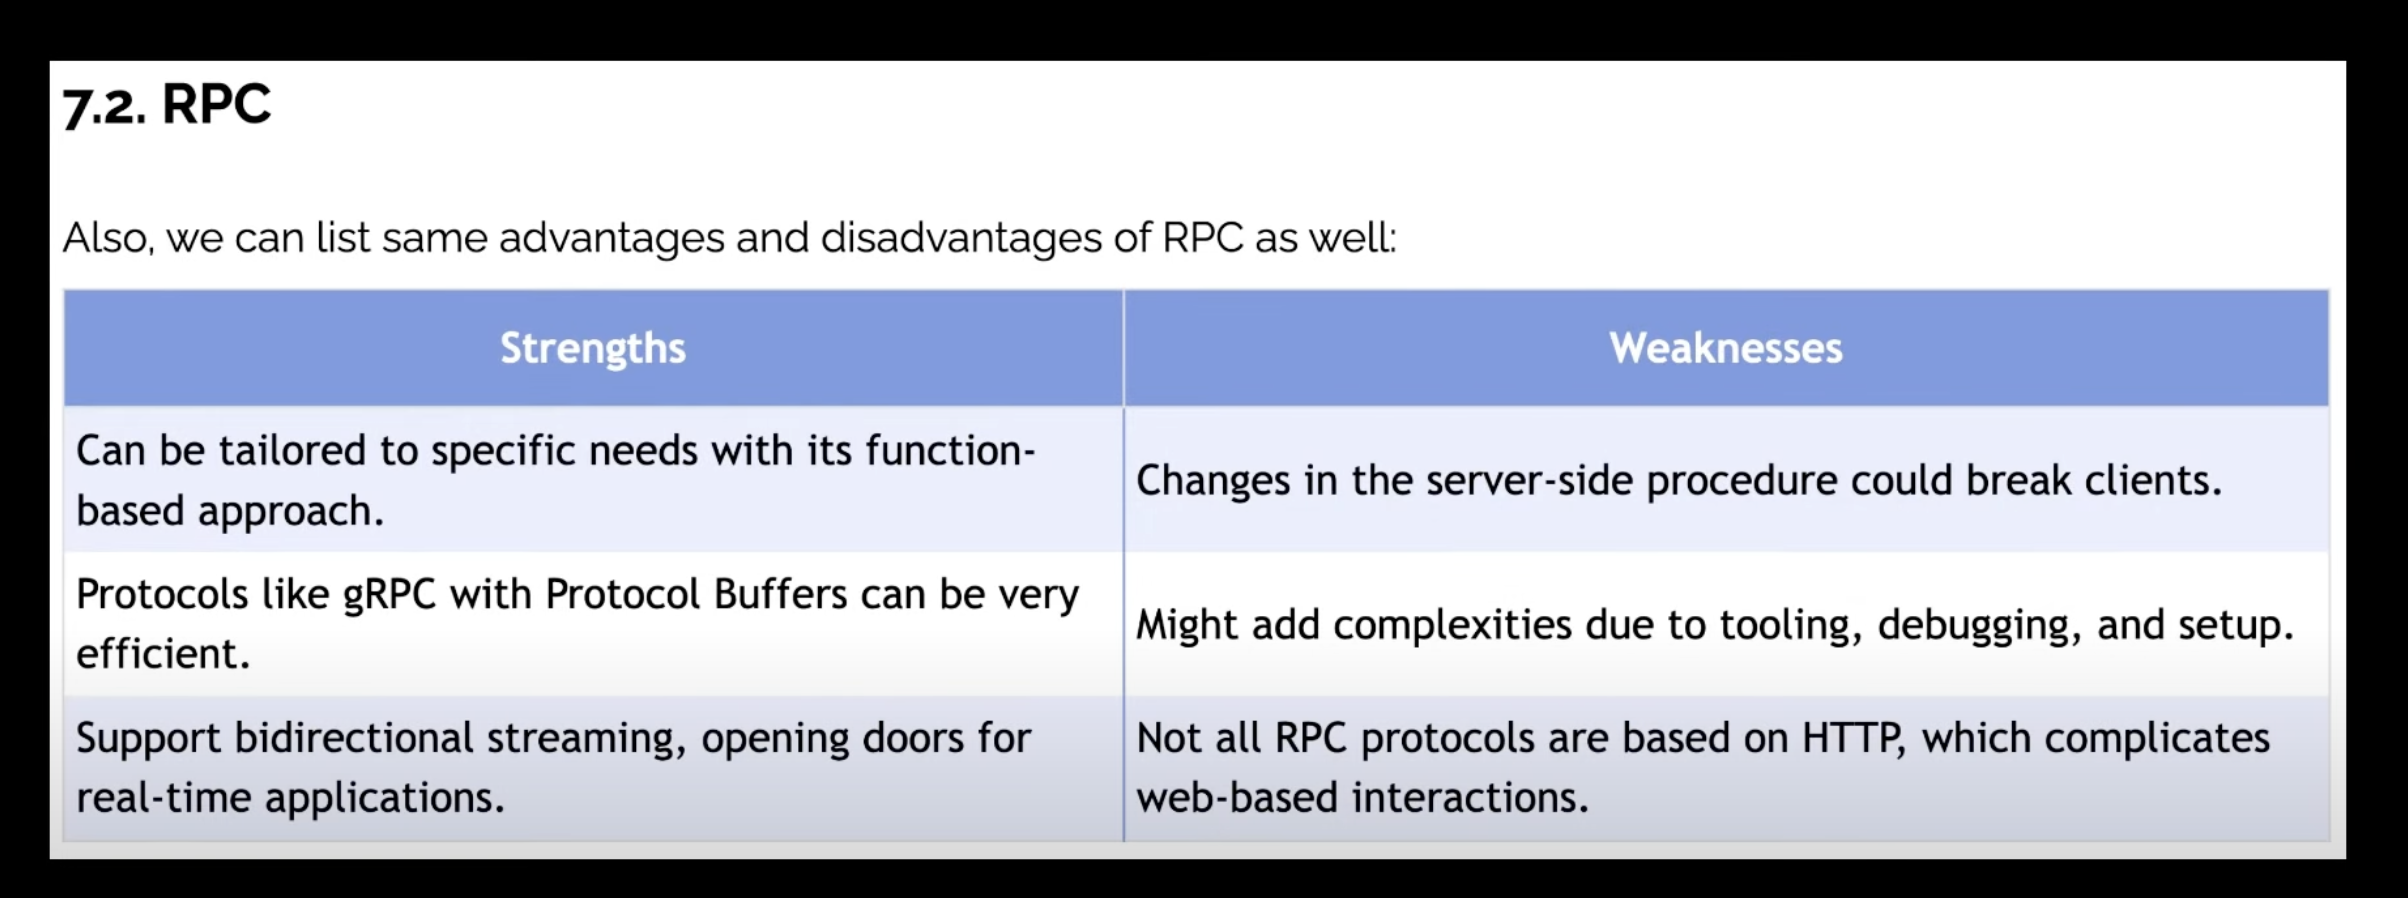 7.2. RPC
Also, we can list same advantages and disadvantages of RPC as well:
Strengths
Weaknesses
Can be tailored to specific needs with its function-
based approach.
Changes in the server-side procedure could break clients.
Protocols like gRPC with Protocol Buffers can be very
efficient.
Might add complexities due to tooling, debugging, and setup.
Support bidirectional streaming, opening doors for
real-time applications.
Not all RPC protocols are based on HTTP, which complicates
web-based interactions.